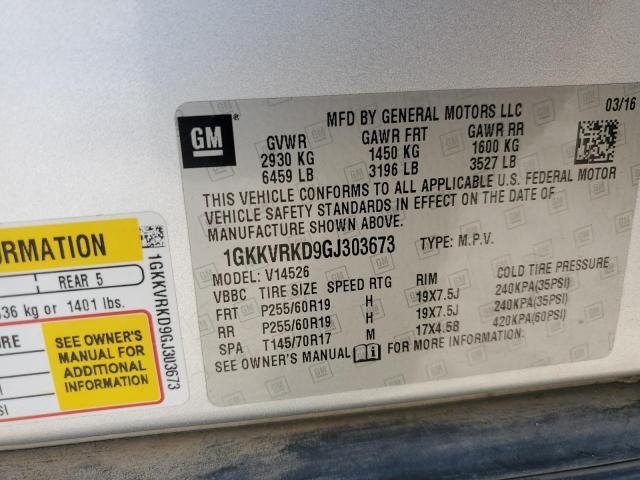 ORMATION
REAR 5
636 kg or 1401 lbs.
SEE OWNER'S
MANUAL FOR
ADDITIONAL
INFORMATION
1GKKVRKD9GJ303673
GM
MFD BY GENERAL MOTORS LLC
03/16
GVWR GAWR FRT GAWR RR
2930 KG 1450 KG 1600 KG
6459 LB 3196 LB 3527 LB
THIS VEHICLE CONFORMS TO ALL APPLICABLE U.S. FEDERAL MOTOR
VEHICLE SAFETY STANDARDS IN EFFECT ON THE DATE OF
MANUFACTURE SHOWN ABOVE.
1GKKVRKD9GJ303673 TYPE: M.P.V.
MODEL: V14526
VBBC TIRE SIZE SPEED RTG RIM COLD TIRE PRESSURE
FRT P255/60R19 H 19X7.5J 240KPA(35PSI)
RR P255/60R19 H 19X7.5J 240KPA(35PSI)
SPA T145/70R17 M 17X4.5B 420KPA(60PSI)
SEE OWNER'S MANUAL FOR MORE INFORMATION.